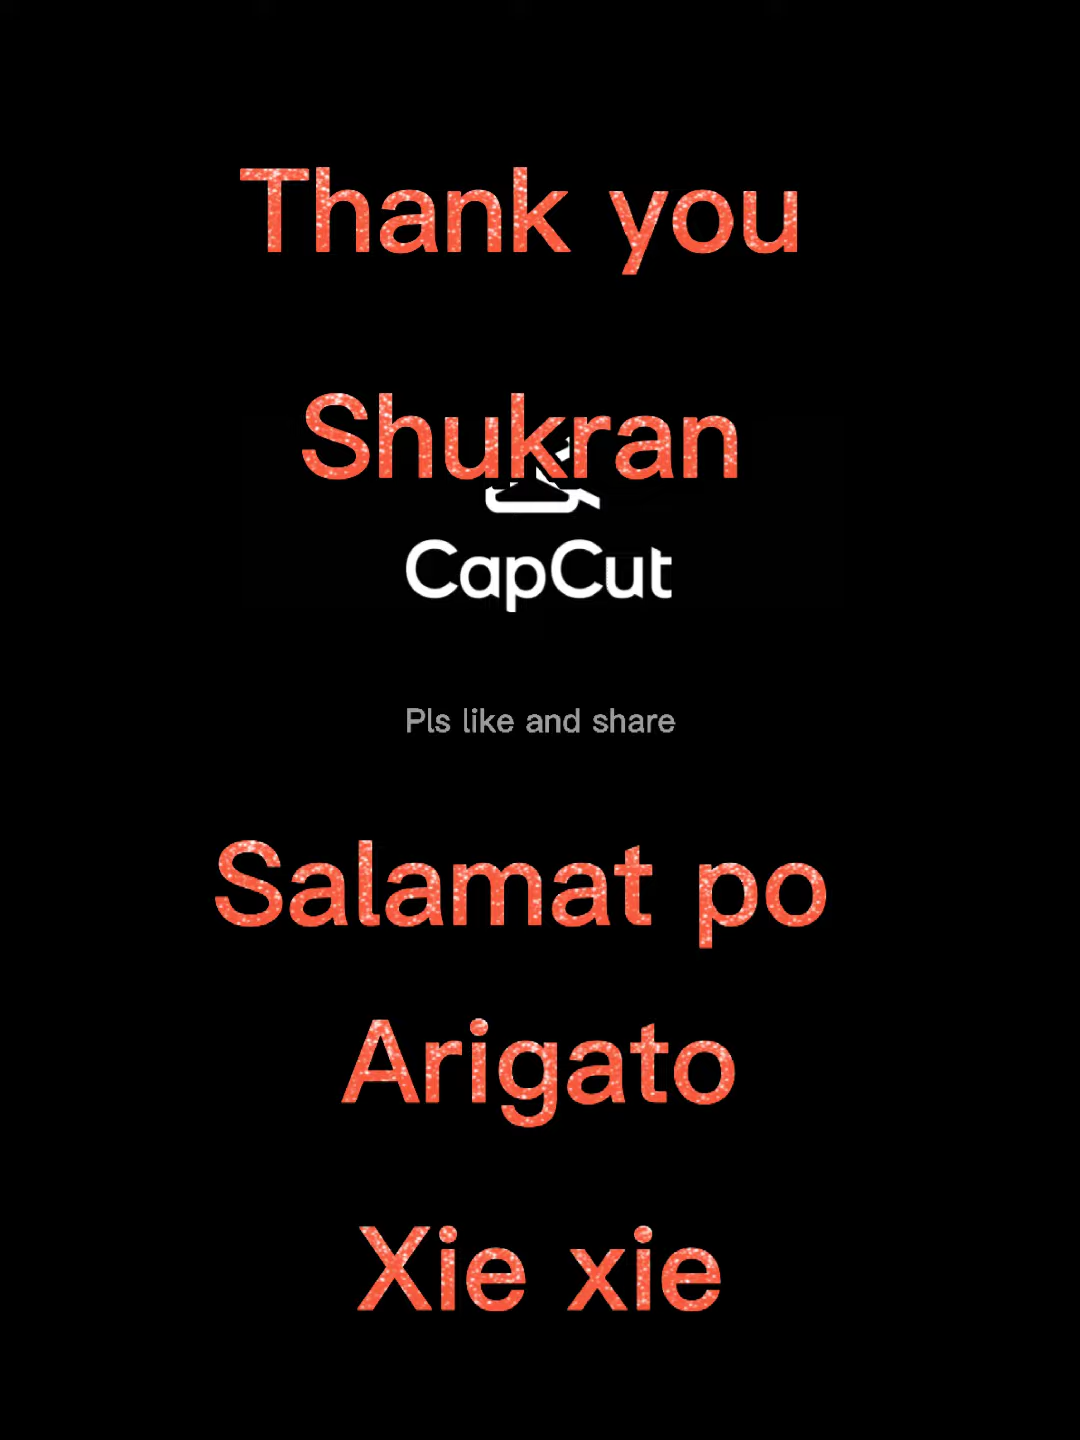 Thank you
Shukran
CapCut
Pls like and share
Salamat po
Arigato
Xie xie